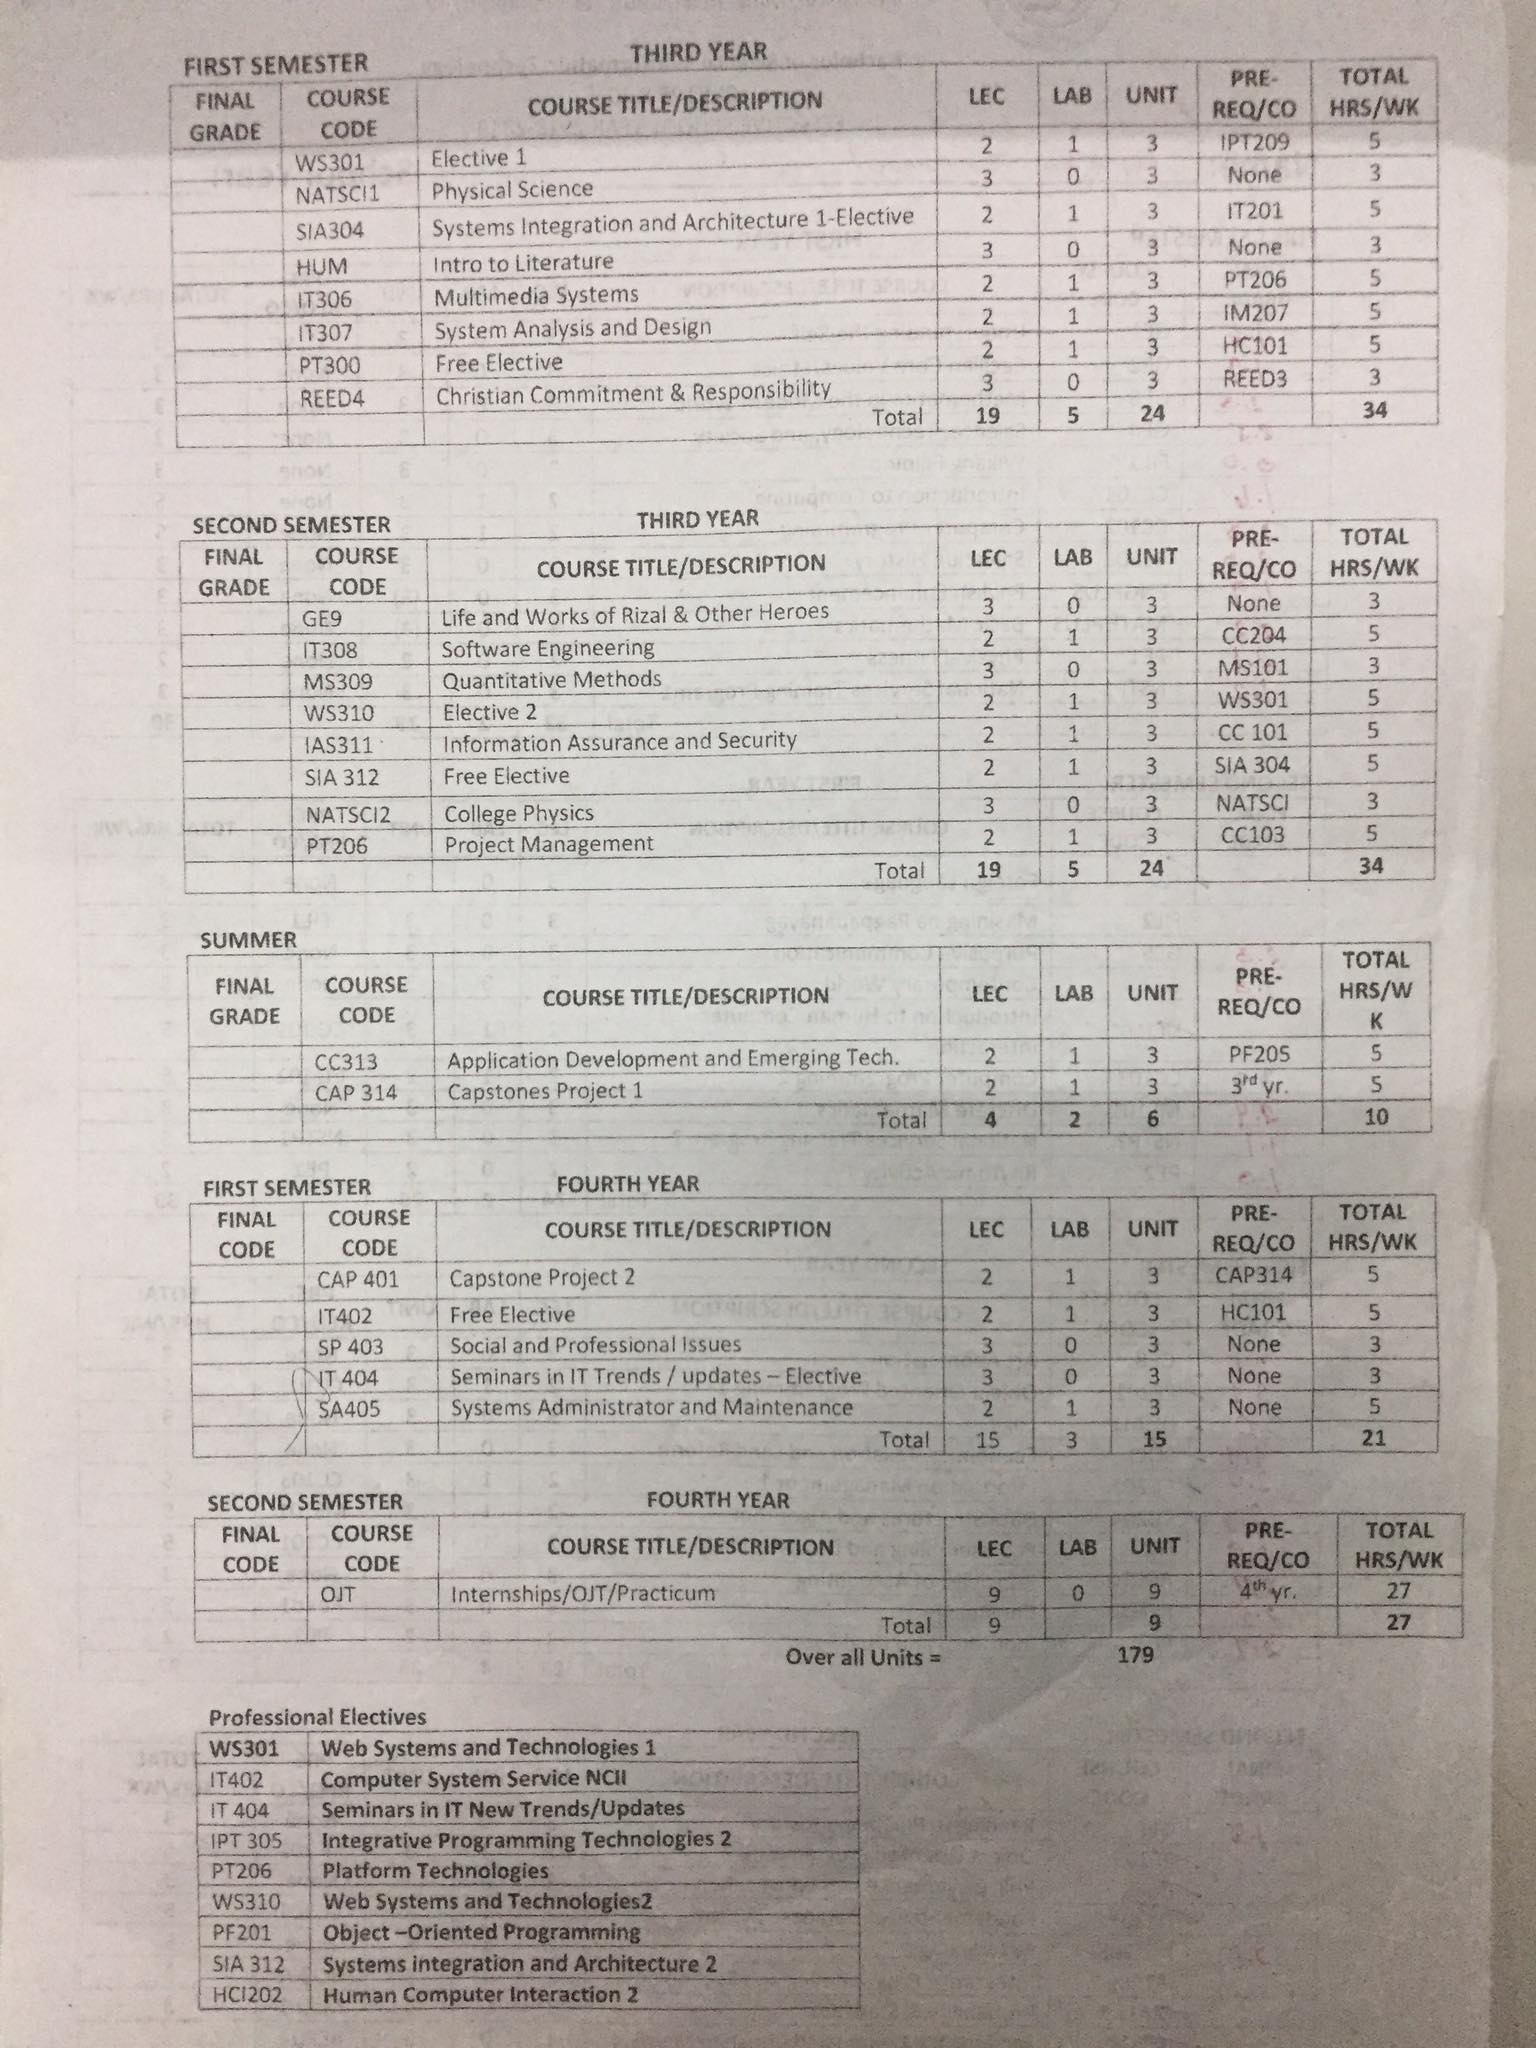 THIRD YEAR
FIRST SEMESTER
FINAL GRADE COURSE CODE COURSE TITLE/DESCRIPTION LEC LAB UNIT PRE-REQ/CO TOTAL HRS/WK
WS301 Elective 1 2 1 3 IPT209 5
NATSCI1 Physical Science 3 0 3 None 3
SIA304 Systems Integration and Architecture 1-Elective 2 1 3 IT201 5
HUM Intro to Literature 3 0 3 None 3
IT306 Multimedia Systems 2 1 3 PT206 5
IT307 System Analysis and Design 2 1 3 IM207 5
PT300 Free Elective 2 1 3 HC101 5
REED4 Christian Commitment & Responsibility 3 0 3 REED3 3
Total 19 5 24 34
SECOND SEMESTER THIRD YEAR
FINAL GRADE COURSE CODE COURSE TITLE/DESCRIPTION LEC LAB UNIT PRE-REQ/CO TOTAL HRS/WK
GE9 Life and Works of Rizal & Other Heroes 3 0 3 None 3
IT308 Software Engineering 2 1 3 CC204 5
MS309 Quantitative Methods 3 0 3 MS101 3
WS310 Elective 2 2 1 3 WS301 5
IAS311 Information Assurance and Security 2 1 3 CC 101 5
SIA 312 Free Elective 2 1 3 SIA 304 5
NATSCI2 College Physics 3 0 3 NATSCI 3
PT206 Project Management 2 1 3 CC103 5
Total 19 5 24 34
SUMMER
FINAL GRADE COURSE CODE COURSE TITLE/DESCRIPTION LEC LAB UNIT PRE-REQ/CO TOTAL HRS/W K
CC313 Application Development and Emerging Tech. 2 1 3 PF205 5
CAP 314 Capstones Project 1 2 1 3 3rd yr. 5
Total 4 2 6 10
FIRST SEMESTER FOURTH YEAR
FINAL CODE COURSE CODE COURSE TITLE/DESCRIPTION LEC LAB UNIT PRE-REQ/CO TOTAL HRS/WK
CAP 401 Capstone Project 2 2 1 3 CAP314 5
IT402 Free Elective 2 1 3 HC101 5
SP 403 Social and Professional Issues 3 0 3 None 3
IT 404 Seminars in IT Trends / updates – Elective 3 0 3 None 3
SA405 Systems Administrator and Maintenance 2 1 3 None 5
Total 15 3 15 21
SECOND SEMESTER FOURTH YEAR
FINAL CODE COURSE CODE COURSE TITLE/DESCRIPTION LEC LAB UNIT PRE-REQ/CO TOTAL HRS/WK
OJT Internships/OJT/Practicum 9 0 9 4th yr. 27
Total 9 9 27
Over all Units = 179
Professional Electives
WS301 Web Systems and Technologies 1
IT402 Computer System Service NCII
IT 404 Seminars in IT New Trends/Updates
IPT 305 Integrative Programming Technologies 2
PT206 Platform Technologies
WS310 Web Systems and Technologies2
PF201 Object –Oriented Programming
SIA 312 Systems integration and Architecture 2
HCI202 Human Computer Interaction 2